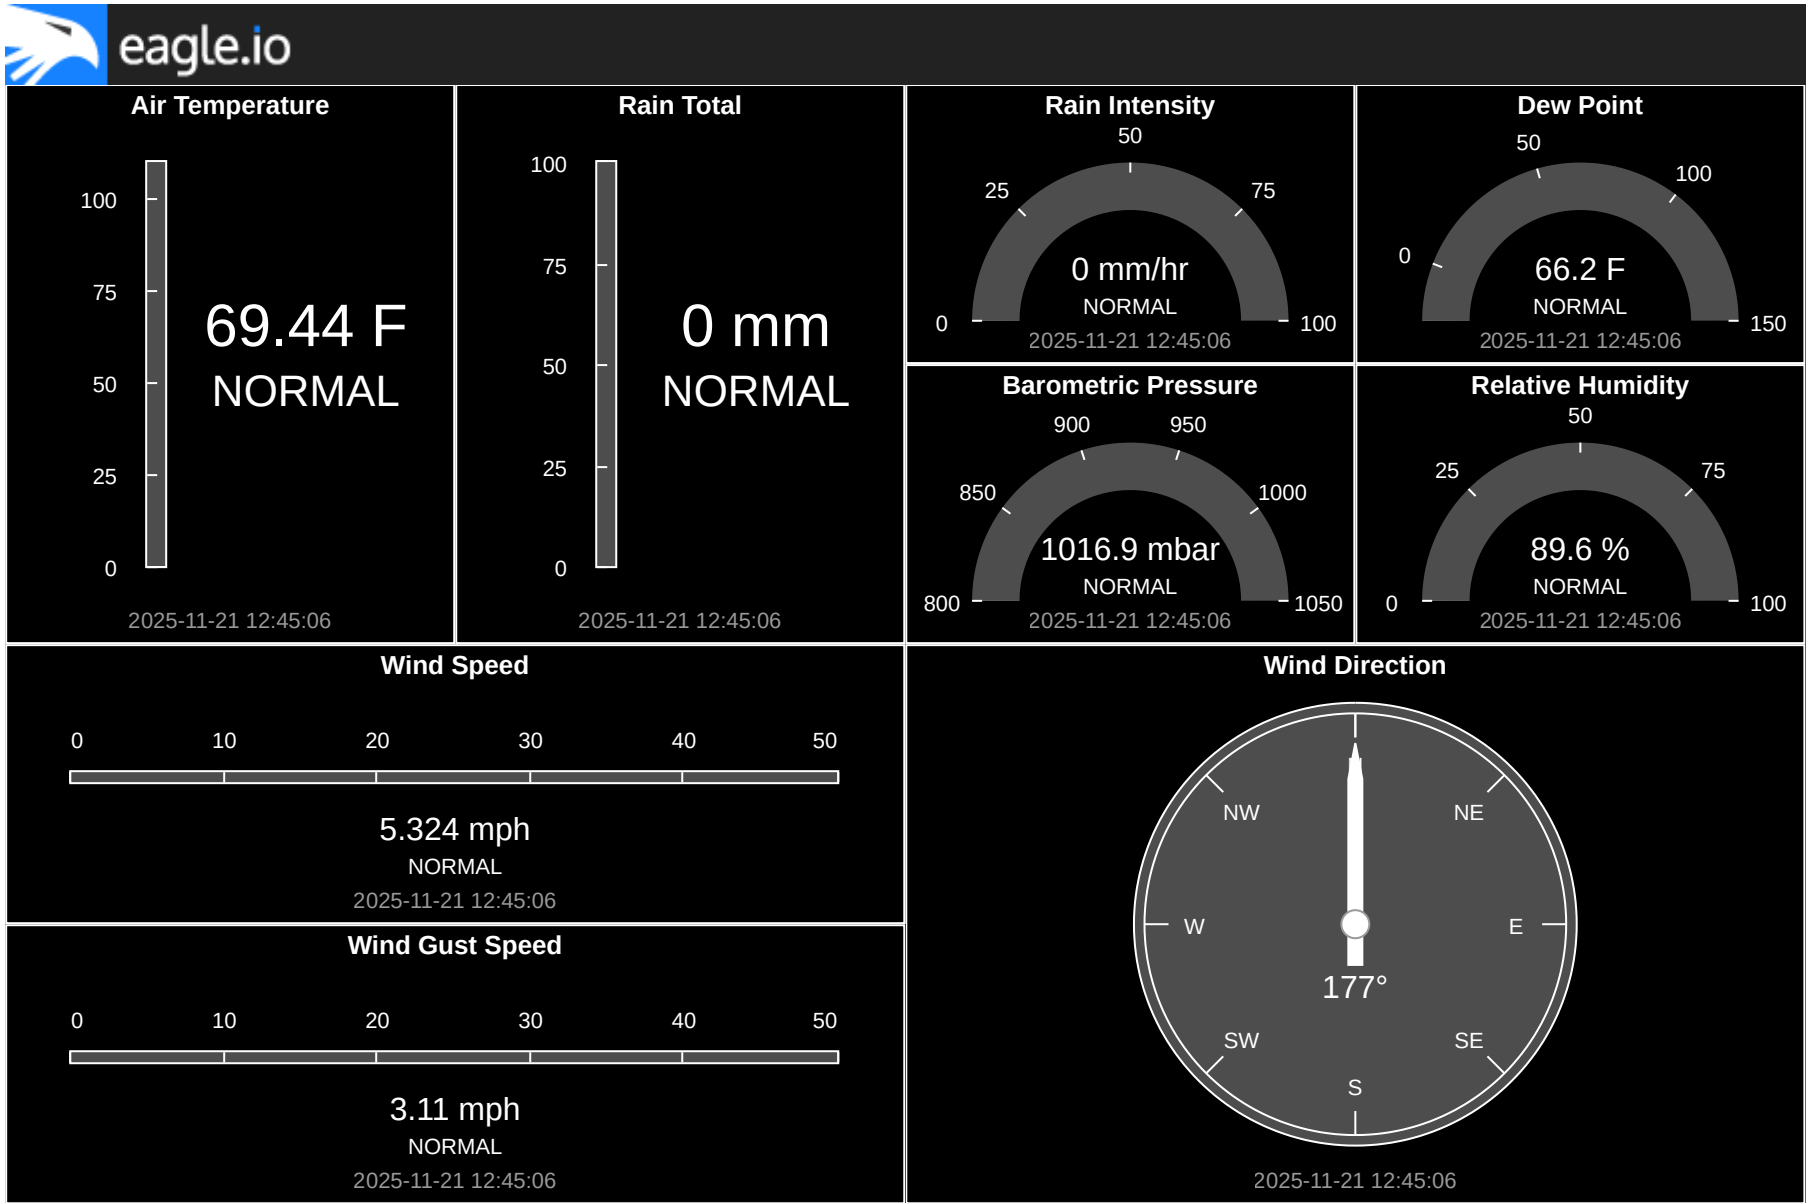 eagle.io
Air Temperature
100
75
50
25
0
69.44 F
NORMAL
2025-11-21 12:45:06
Rain Total
100
75
50
25
0
0 mm
NORMAL
2025-11-21 12:45:06
Rain Intensity
0
25
50
75
100
0 mm/hr
NORMAL
2025-11-21 12:45:06
Dew Point
0
50
100
150
66.2 F
NORMAL
2025-11-21 12:45:06
Barometric Pressure
800
850
900
950
1000
1050
1016.9 mbar
NORMAL
2025-11-21 12:45:06
Relative Humidity
0
25
50
75
100
89.6 %
NORMAL
2025-11-21 12:45:06
Wind Speed
0 10 20 30 40 50
5.324 mph
NORMAL
2025-11-21 12:45:06
Wind Gust Speed
0 10 20 30 40 50
3.11 mph
NORMAL
2025-11-21 12:45:06
Wind Direction
NW NE
W E
177°
SW SE
S
2025-11-21 12:45:06